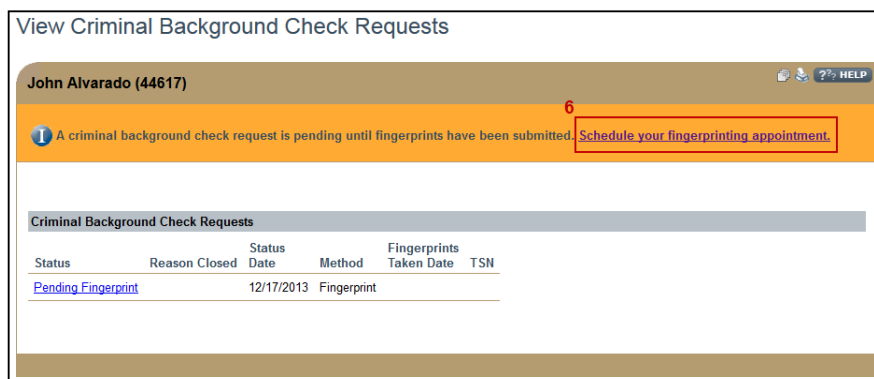 View Criminal Background Check Requests
John Alvarado (44617)
??? HELP
6
A criminal background check request is pending until fingerprints have been submitted. Schedule your fingerprinting appointment.
Criminal Background Check Requests
Status Reason Closed Status Date Method Fingerprints Taken Date TSN
Pending Fingerprint 12/17/2013 Fingerprint